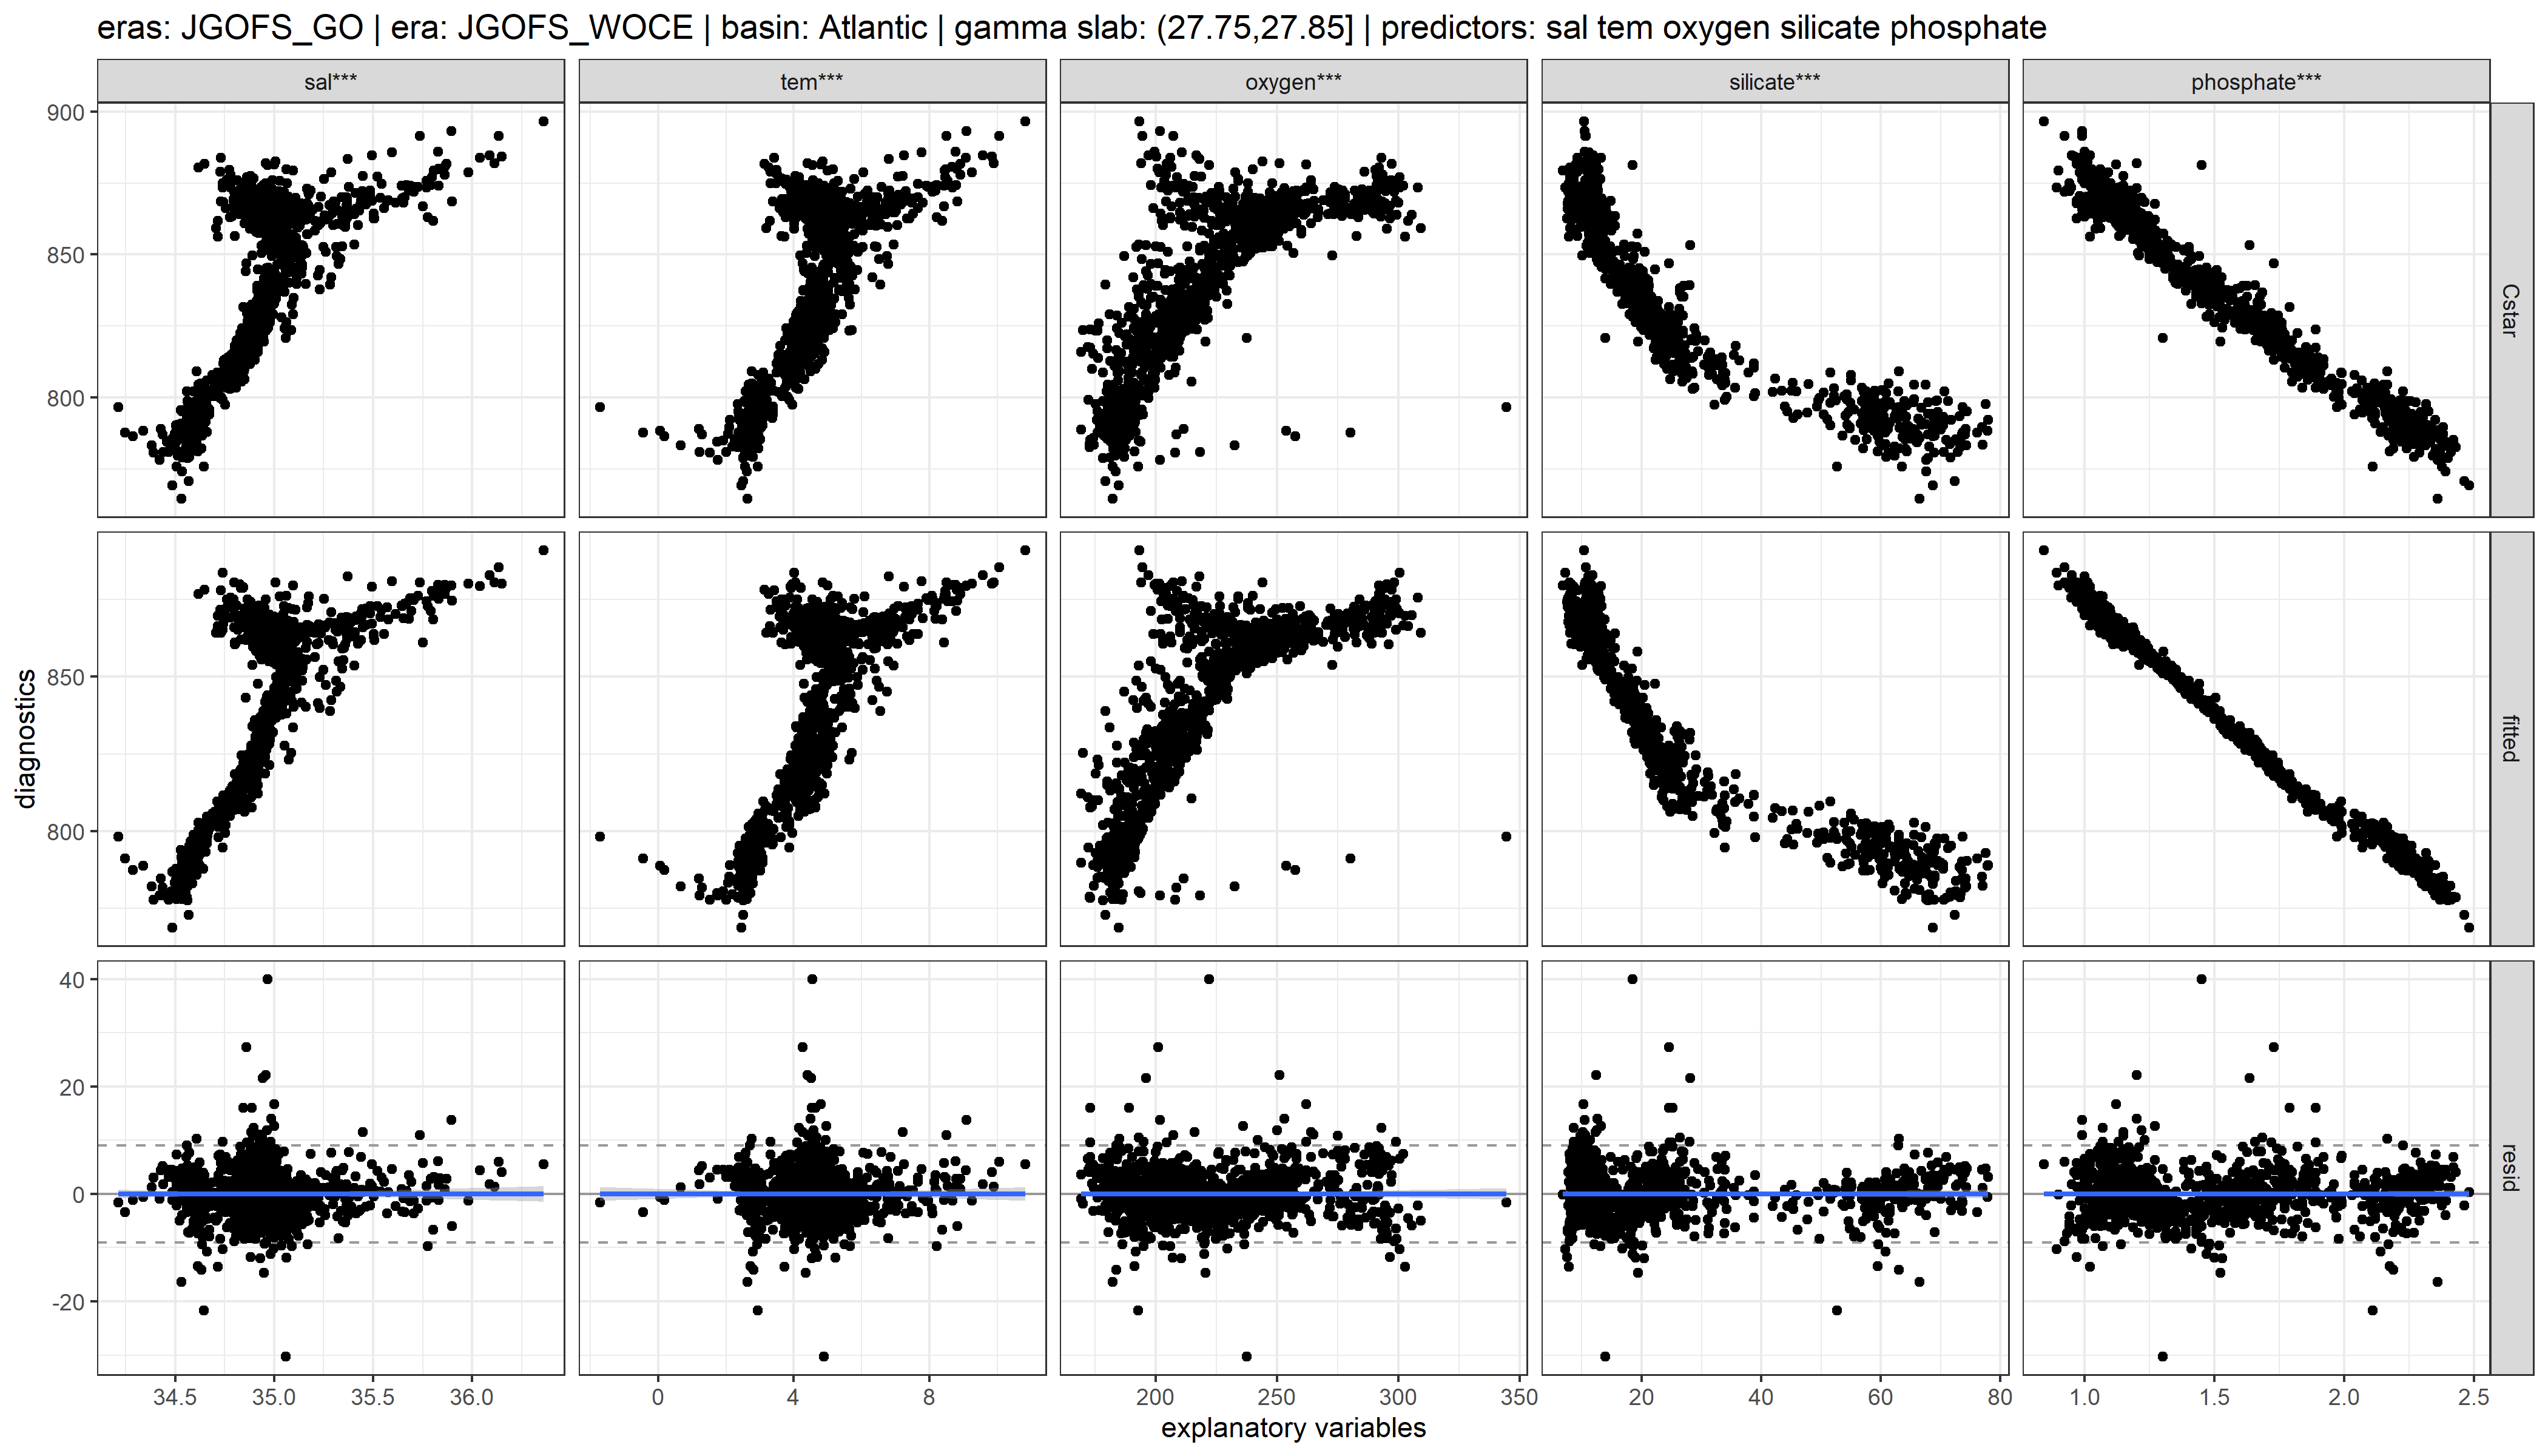 eras: JGOFS_GO | era: JGOFS_WOCE | basin: Atlantic | gamma slab: (27.75,27.85] | predictors: sal tem oxygen silicate phosphate
sal*** tem*** oxygen*** silicate*** phosphate***
900
850
800
Cstar
850
800
fitted
diagnostics
40
20
0
-20
resid
34.5 35.0 35.5 36.0 0 4 8 200 250 300 350 20 40 60 80 1.0 1.5 2.0 2.5
explanatory variables